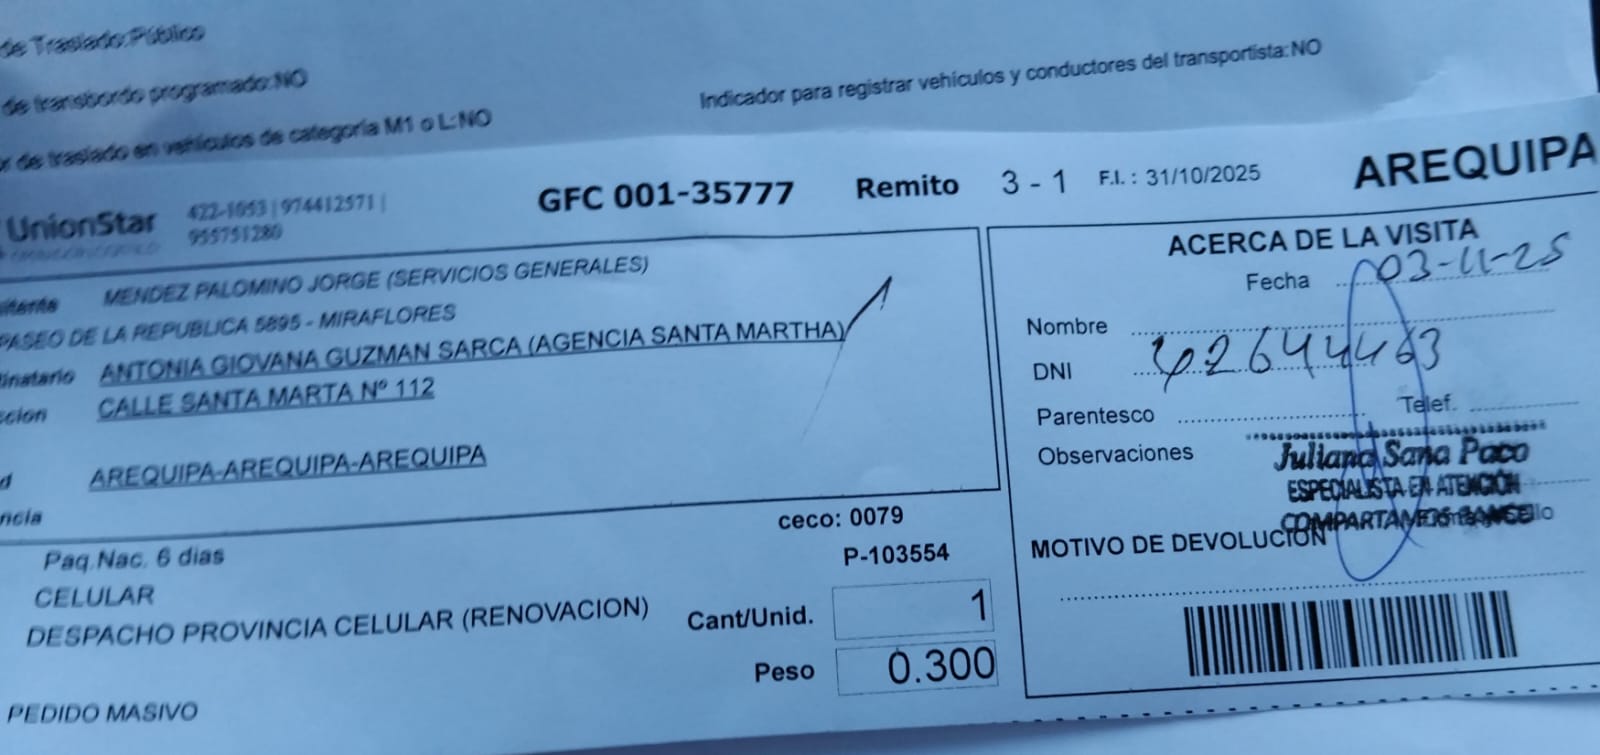 de Traslado:Público
de transbordo programado:NO
Indicador para registrar vehículos y conductores del transportista:NO
de traslado en vehículos de categoría M1 o L:NO
UnionStar
422-1053 | 974412571 |
955751280
GFC 001-35777
Remito 3 - 1
F.I. : 31/10/2025
AREQUIPA
MENDEZ PALOMINO JORGE (SERVICIOS GENERALES)
PASEO DE LA REPUBLICA 5895 - MIRAFLORES
ANTONIA GIOVANA GUZMAN SARCA (AGENCIA SANTA MARTHA)
CALLE SANTA MARTA Nº 112
AREQUIPA-AREQUIPA-AREQUIPA
ceco: 0079
Paq.Nac. 6 dias
P-103554
CELULAR
DESPACHO PROVINCIA CELULAR (RENOVACION)
Cant/Unid. 1
Peso 0.300
PEDIDO MASIVO
ACERCA DE LA VISITA
Fecha 03-11-25
Nombre
DNI
Parentesco
Telef.
Observaciones
Juliana Sana Paco
ESPECIALISTA EN ATENCIÓN
COMPARTAMOS BANCO
MOTIVO DE DEVOLUCIÓN